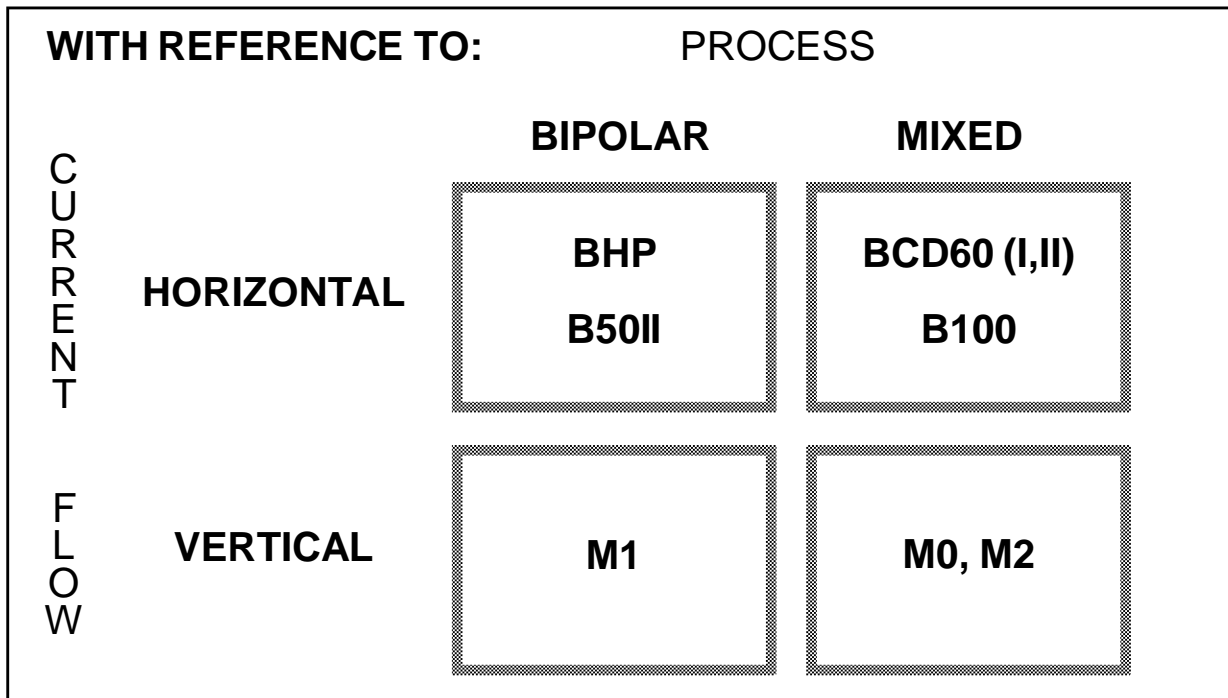 WITH REFERENCE TO: PROCESS
BIPOLAR MIXED
CURRENT FLOW
HORIZONTAL
BHP
B50II
BCD60 (I,II)
B100
VERTICAL
M1
M0, M2